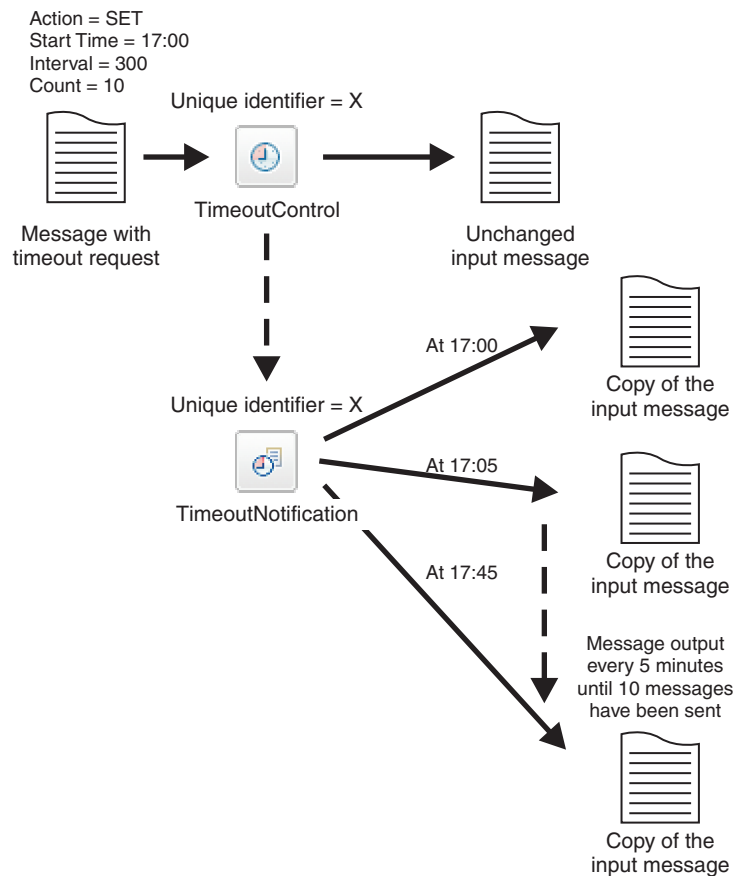 Action = SET
Start Time = 17:00
Interval = 300
Count = 10
Unique identifier = X
TimeoutControl
Message with
timeout request
Unchanged
input message
At 17:00
Copy of the
input message
Unique identifier = X
TimeoutNotification
At 17:05
Copy of the
input message
At 17:45
Message output
every 5 minutes
until 10 messages
have been sent
Copy of the
input message